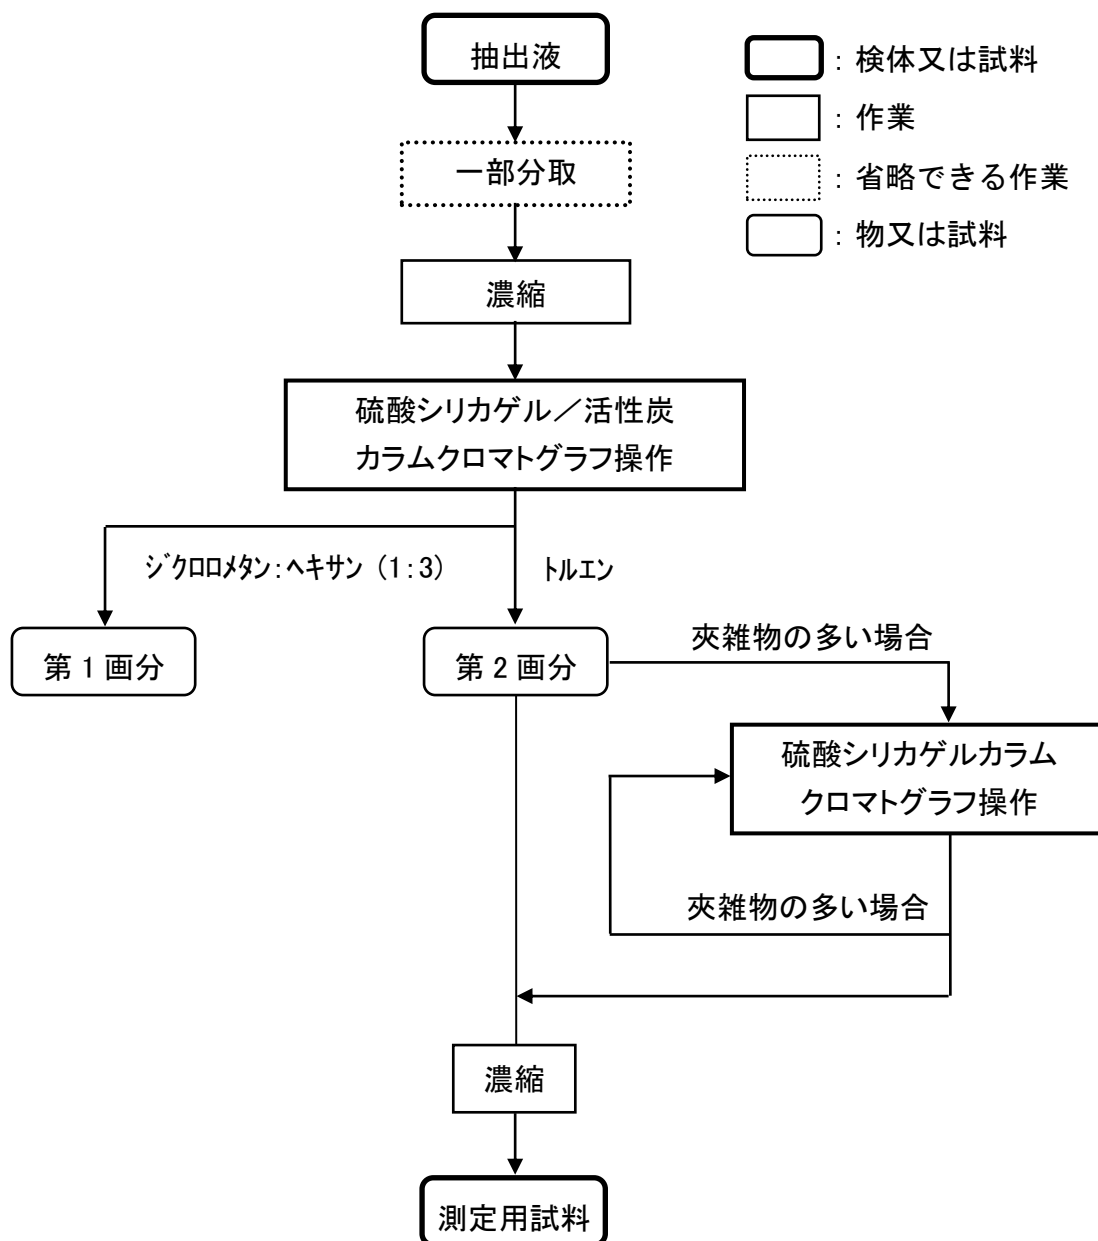 抽出液
：検体又は試料
：作業
一部分取
：省略できる作業
：物又は試料
濃縮
硫酸シリカゲル／活性炭
カラムクロマトグラフ操作
ｼﾞｸﾛﾛﾒﾀﾝ：ﾍｷｻﾝ（1：3）
ﾄﾙｴﾝ
第1画分
第2画分
夾雑物の多い場合
硫酸シリカゲルカラム
クロマトグラフ操作
夾雑物の多い場合
濃縮
測定用試料